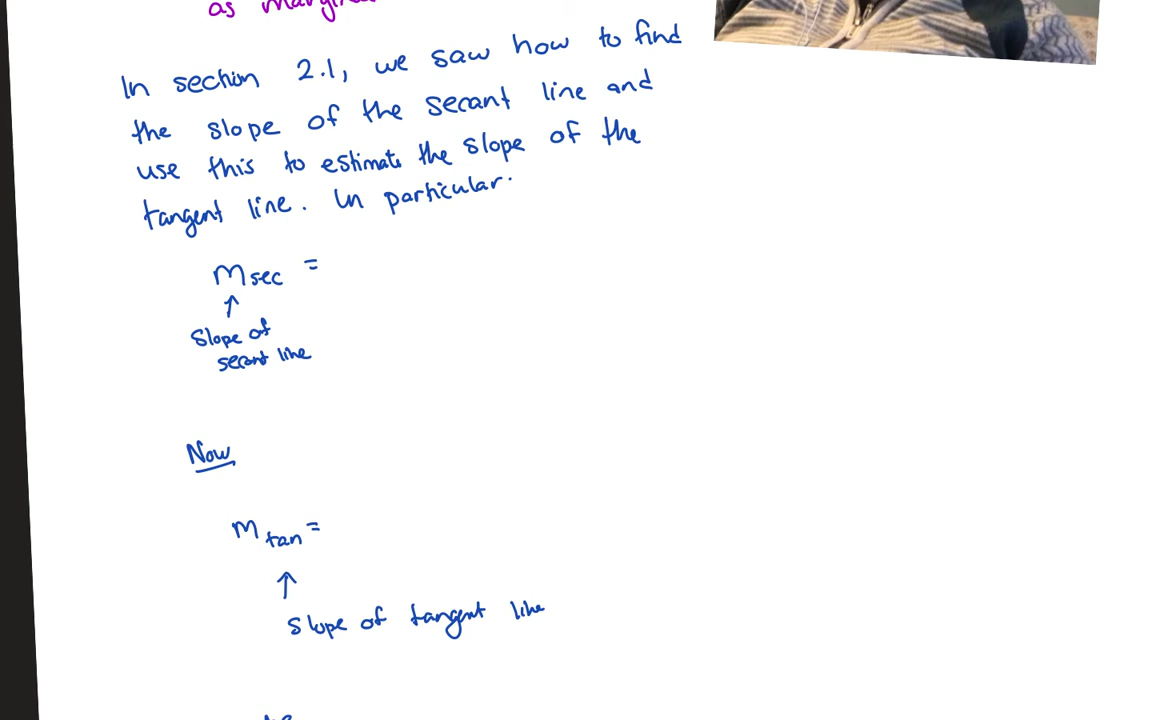 as
In section 2.1, we saw how to find
the slope of the secant line and
use this to estimate the slope of the
tangent line. In particular.
Msec =
↑
Slope of
secant line
Now
M tan =
↑
Slope of tangent line